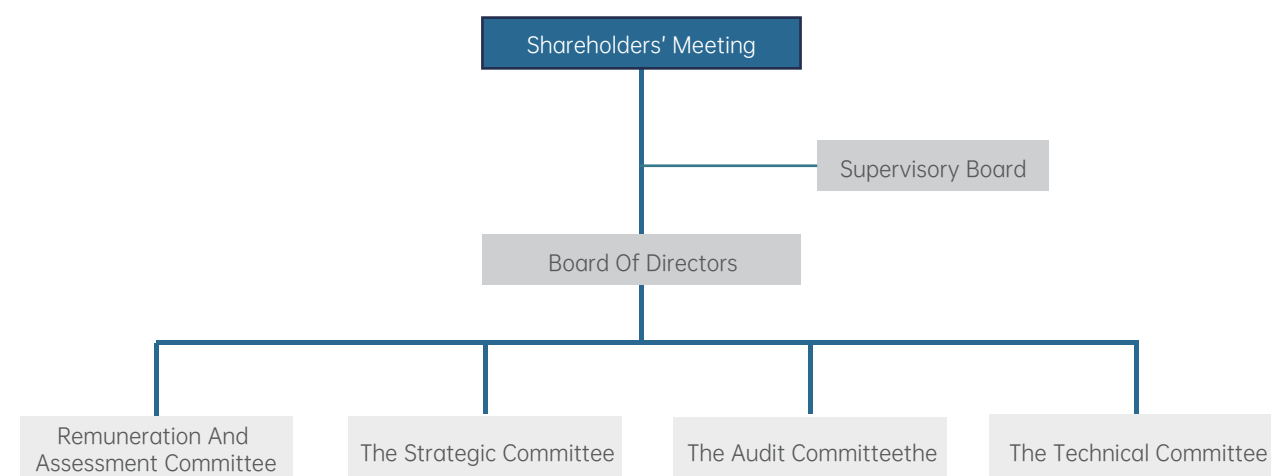 Shareholders’ Meeting
Supervisory Board
Board Of Directors
Remuneration And
Assessment Committee
The Strategic Committee
The Audit Committeethe
The Technical Committee